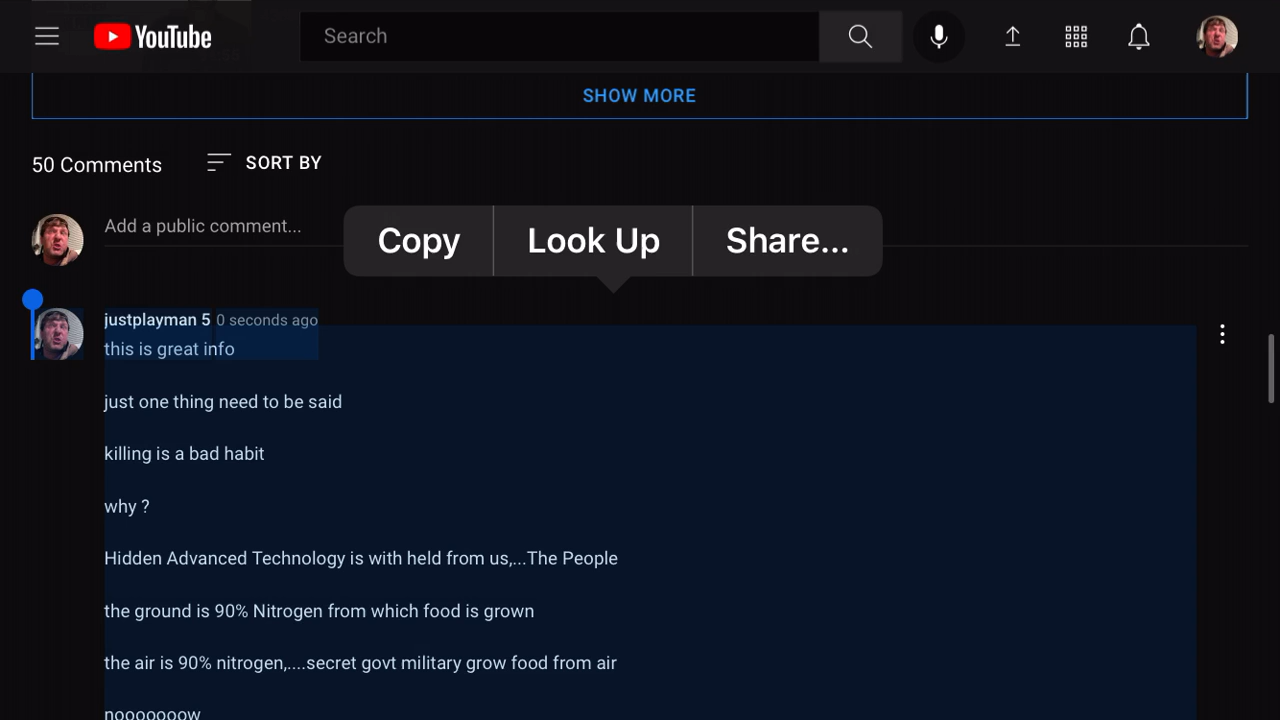 YouTube
Search
SHOW MORE
50 Comments
SORT BY
Add a public comment...
Copy
Look Up
Share...
justplayman 5 0 seconds ago
this is great info
just one thing need to be said
killing is a bad habit
why ?
Hidden Advanced Technology is with held from us,...The People
the ground is 90% Nitrogen from which food is grown
the air is 90% nitrogen,....secret govt military grow food from air
nooooooow